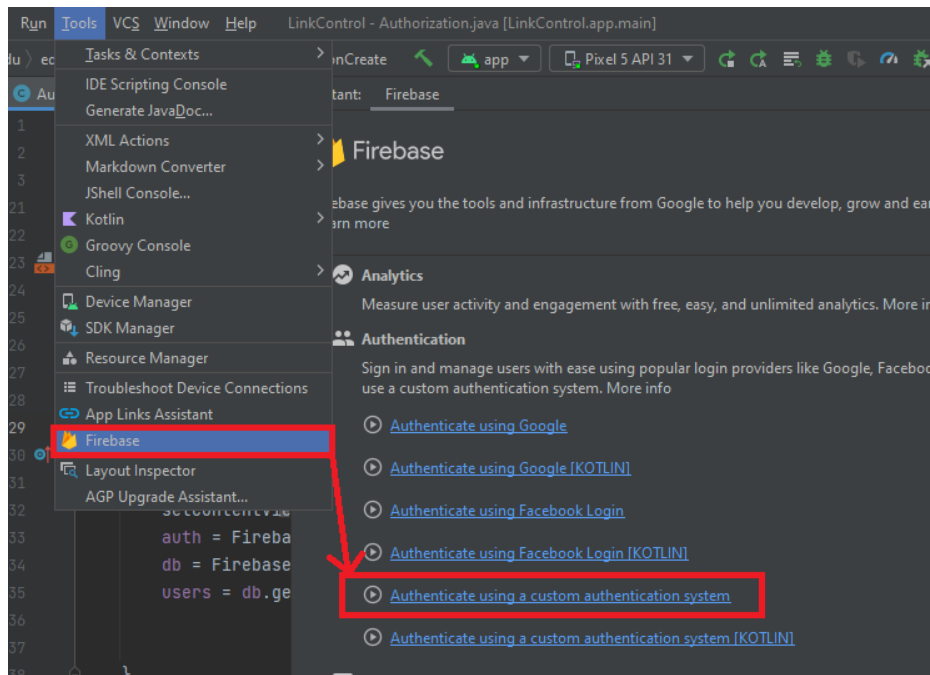 Run Tools VCS Window Help LinkControl - Authorization.java [LinkControl.app.main]
onCreate app Pixel 5 API 31
Tasks & Contexts
IDE Scripting Console
Generate JavaDoc...
XML Actions
Markdown Converter
JShell Console...
Kotlin
Groovy Console
Cling
Device Manager
SDK Manager
Resource Manager
Troubleshoot Device Connections
App Links Assistant
Firebase
Layout Inspector
AGP Upgrade Assistant...
1
2
3
21
22
23
24
25
26
27
28
29
30
31
32
33 auth = Fireba
34 db = Firebase
35 users = db.ge
36
37
38 }
tant: Firebase
Firebase
ebase gives you the tools and infrastructure from Google to help you develop, grow and ea
arn more
Analytics
Measure user activity and engagement with free, easy, and unlimited analytics. More in
Authentication
Sign in and manage users with ease using popular login providers like Google, Faceboo
use a custom authentication system. More info
Authenticate using Google
Authenticate using Google [KOTLIN]
Authenticate using Facebook Login
Authenticate using Facebook Login [KOTLIN]
Authenticate using a custom authentication system
Authenticate using a custom authentication system [KOTLIN]